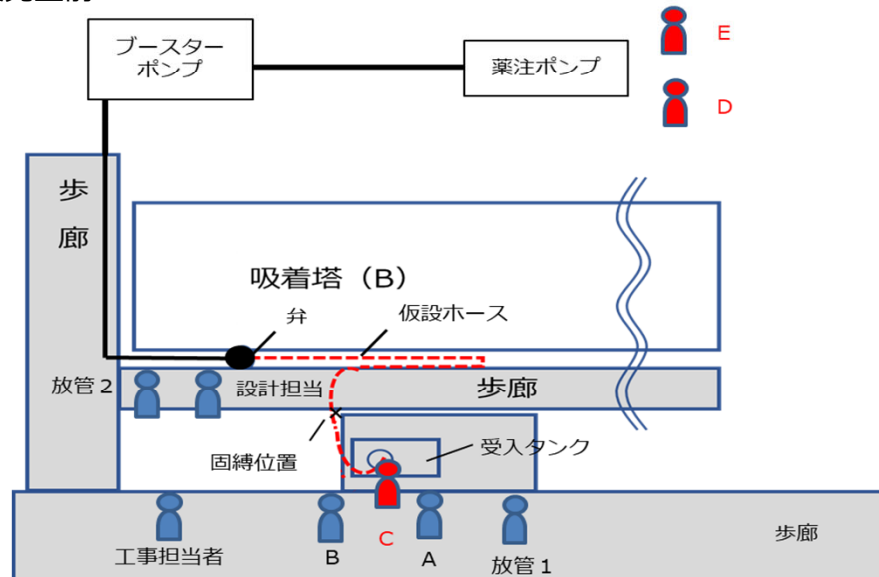 ブースター
ポンプ
薬注ポンプ
E
D
歩
廊
吸着塔（B）
弁
仮設ホース
放管２
設計担当
歩廊
固縛位置
受入タンク
工事担当者
B
C
A
放管１
歩廊